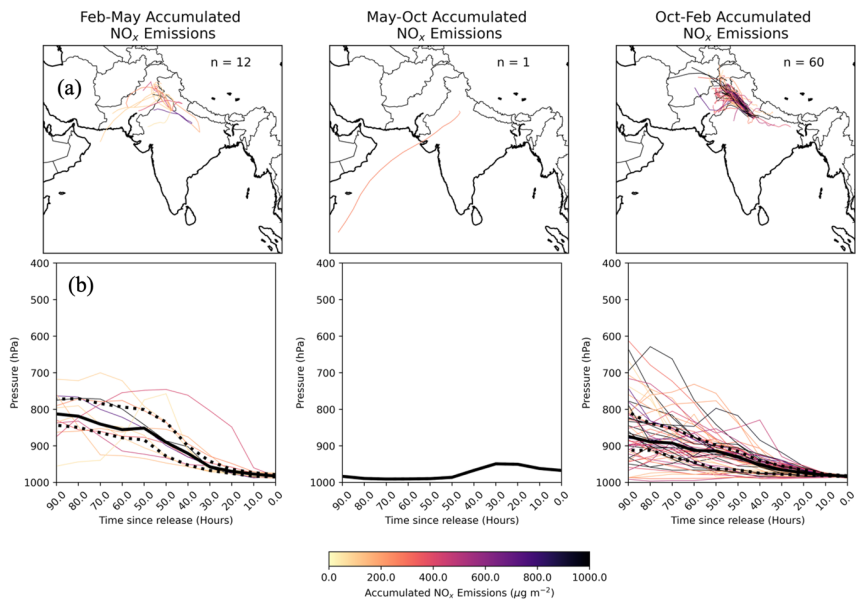 Feb-May Accumulated
NOx Emissions
May-Oct Accumulated
NOx Emissions
Oct-Feb Accumulated
NOx Emissions
(a)
n = 12
n = 1
n = 60
(b)
Pressure (hPa)
400
500
600
700
800
900
1000
90.0
80.0
70.0
60.0
50.0
40.0
30.0
20.0
10.0
0.0
Time since release (Hours)
Pressure (hPa)
400
500
600
700
800
900
1000
90.0
80.0
70.0
60.0
50.0
40.0
30.0
20.0
10.0
0.0
Time since release (Hours)
Pressure (hPa)
400
500
600
700
800
900
1000
90.0
80.0
70.0
60.0
50.0
40.0
30.0
20.0
10.0
0.0
Time since release (Hours)
0.0 200.0 400.0 600.0 800.0 1000.0
Accumulated NOx Emissions (μg m⁻²)